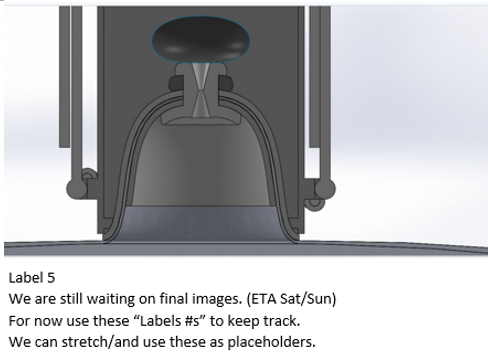 Label 5
We are still waiting on final images. (ETA Sat/Sun)
For now use these “Labels #s” to keep track.
We can stretch/and use these as placeholders.